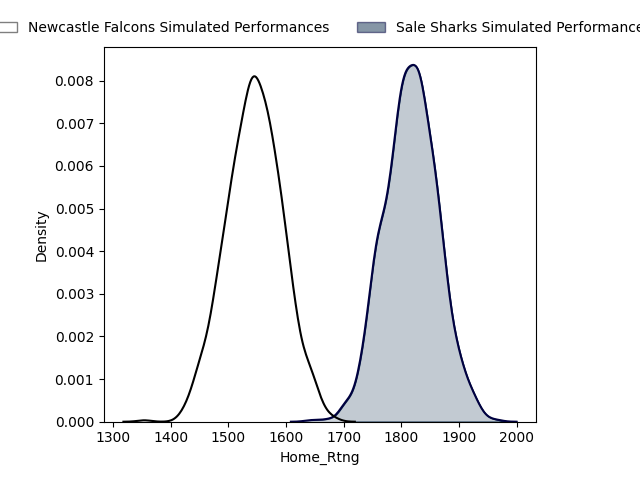 Newcastle Falcons Simulated Performances
Sale Sharks Simulated Performance
0.008
0.007
0.006
0.005
0.004
0.003
0.002
0.001
0.000
Density
1300 1400 1500 1600 1700 1800 1900 2000
Home_Rtng